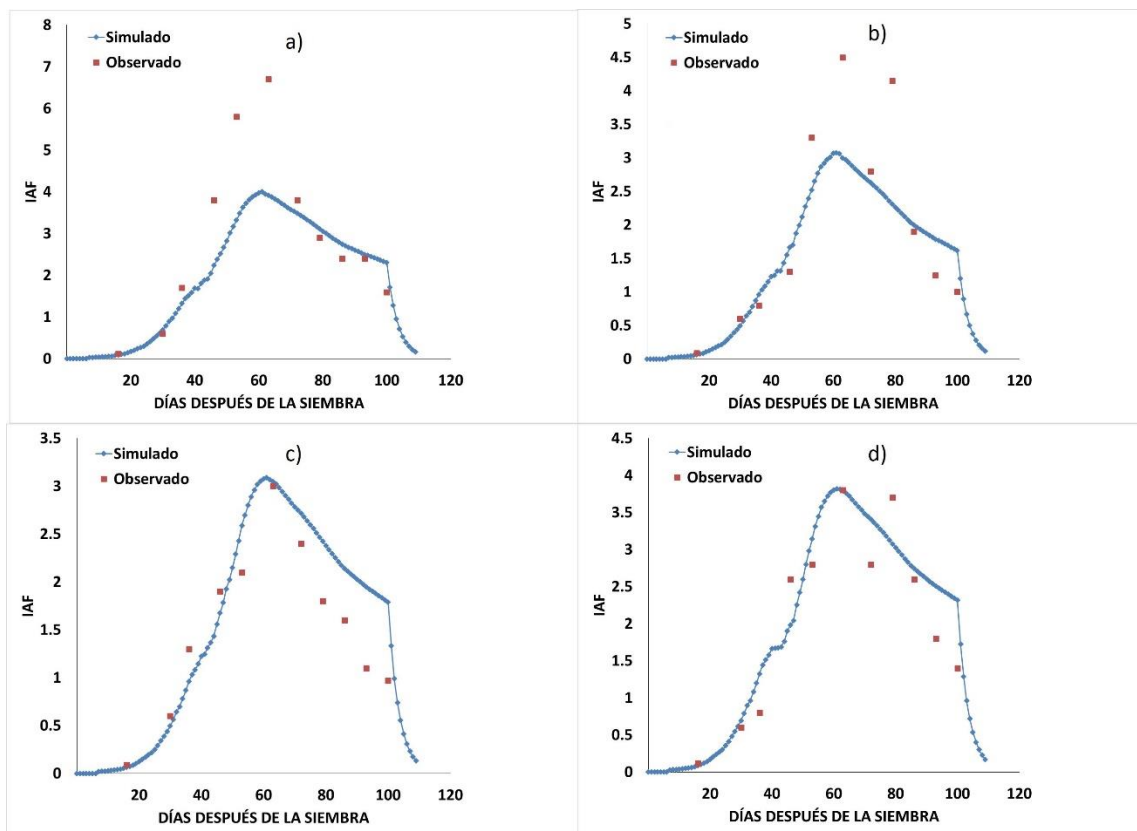 a)
Simulado
Observado
8
7
6
5
4
3
2
1
0
IAF
20 40 60 80 100 120
DÍAS DESPUÉS DE LA SIEMBRA
b)
Simulado
Observado
5
4.5
4
3.5
3
2.5
2
1.5
1
0.5
0
IAF
20 40 60 80 100 120
DÍAS DESPUÉS DE LA SIEMBRA
c)
Simulado
Observado
3.5
3
2.5
2
1.5
1
0.5
0
IAF
20 40 60 80 100 120
DÍAS DESPUÉS DE LA SIEMBRA
d)
Simulado
Observado
4.5
4
3.5
3
2.5
2
1.5
1
0.5
0
IAF
20 40 60 80 100 120
DÍAS DESPUÉS DE LA SIEMBRA